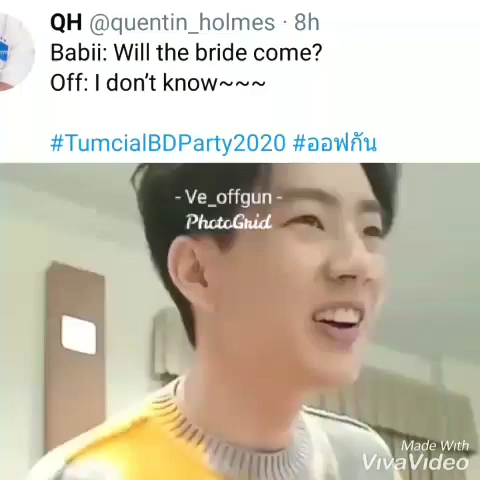 QH @quentin_holmes · 8h
Babii: Will the bride come?
Off: I don't know~~~
#TumcialBDParty2020 #ออฟกัน
- Ve_offgun -
PhotoGrid
Made With
VivaVideo